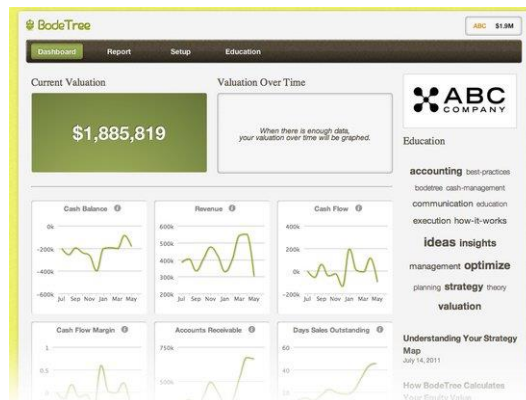 BodeTree
ABC $1.9M
Dashboard Report Setup Education
Current Valuation
$1,885,819
Valuation Over Time
When there is enough data,
your valuation over time will be graphed.
ABC
COMPANY
Education
accounting best-practices
bodetree cash-management
communication education
execution how-it-works
ideas insights
management optimize
planning strategy theory
valuation
Cash Balance
0k
-200k
-400k
-600k
Jul Sep Nov Jan Mar May
Revenue
600k
500k
400k
300k
200k
Jul Sep Nov Jan Mar May
Cash Flow
400k
200k
0k
-200k
Jul Sep Nov Jan Mar May
Cash Flow Margin
1
0.5
0
Accounts Receivable
750k
500k
Days Sales Outstanding
60
40
Understanding Your Strategy
Map
July 14, 2011
How BodeTree Calculates
Your Equity Value